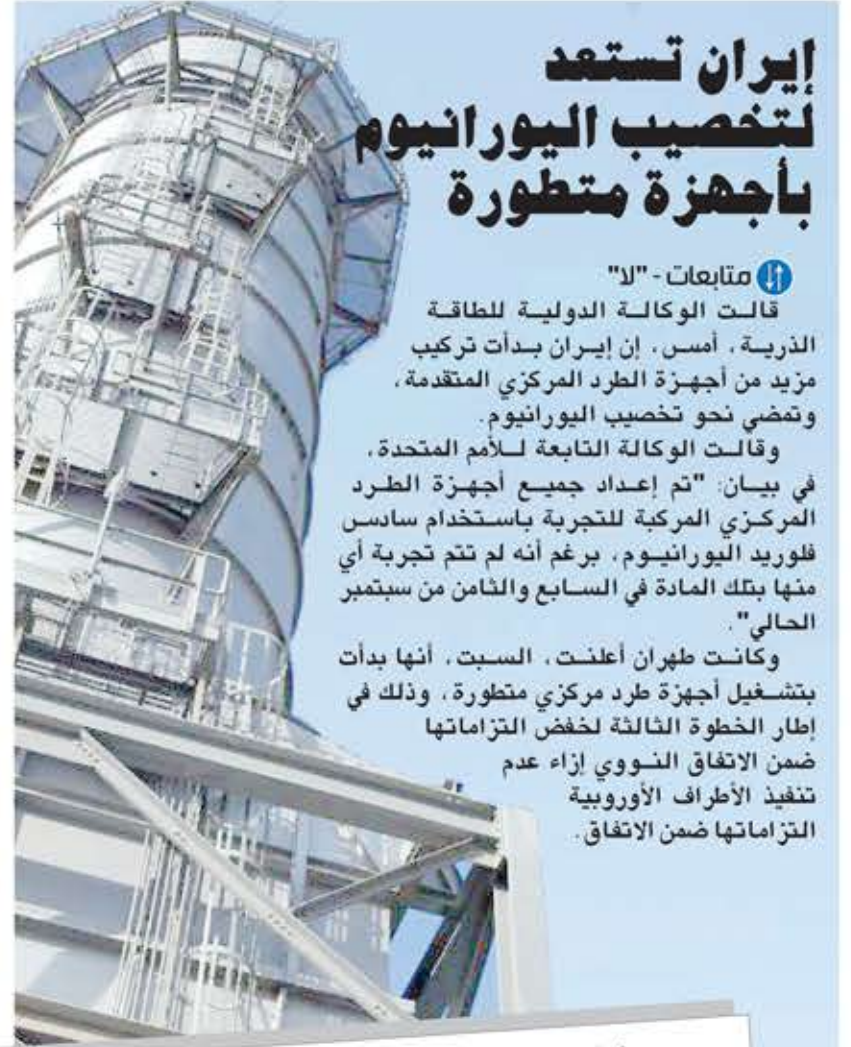 إيران تستعد
لتخصيب اليورانيوم
بأجهزة متطورة
متابعات - "لا"
قالت الوكالة الدولية للطاقة
الذرية، أمس، إن إيران بدأت تركيب
مزيد من أجهزة الطرد المركزي المتقدمة،
وتمضي نحو تخصيب اليورانيوم.
وقالت الوكالة التابعة للأمم المتحدة،
في بيان: "تم إعداد جميع أجهزة الطرد
المركزي المركبة للتجربة باستخدام سادس
فلوريد اليورانيوم، برغم أنه لم تتم تجربة أي
منها بتلك المادة في السابع والثامن من سبتمبر
الحالي".
وكانت طهران أعلنت، السبت، أنها بدأت
بتشغيل أجهزة طرد مركزي متطورة، وذلك في
إطار الخطوة الثالثة لخفض التزاماتها
ضمن الاتفاق النووي إزاء عدم
تنفيذ الأطراف الأوروبية
التزاماتها ضمن الاتفاق.